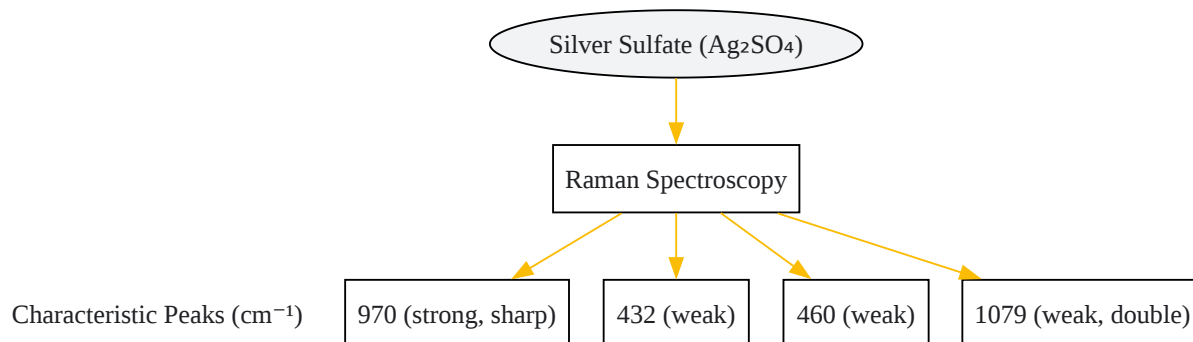 Silver Sulfate (Ag₂SO₄)
Raman Spectroscopy
Characteristic Peaks (cm⁻¹)
970 (strong, sharp)
432 (weak)
460 (weak)
1079 (weak, double)